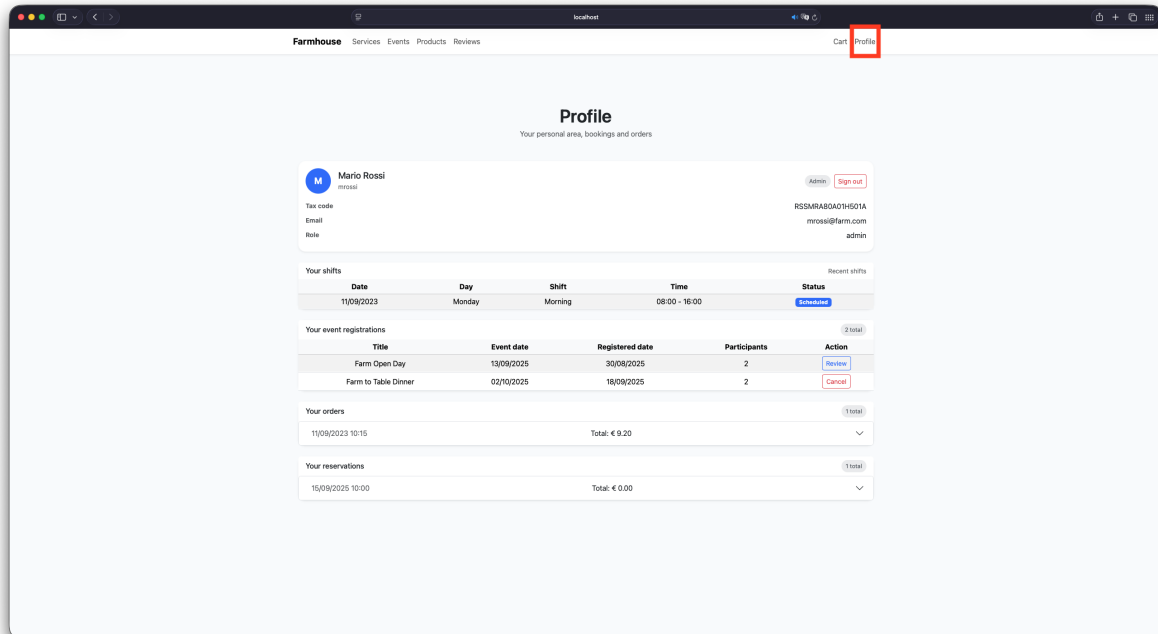 localhost
Farmhouse Services Events Products Reviews Cart Profile
Profile
Your personal area, bookings and orders
M Mario Rossi Admin Sign out
mrossi
Tax code RSSMRA80A01H501A
Email mrossi@farm.com
Role admin
Your shifts Recent shifts
Date Day Shift Time Status
11/09/2023 Monday Morning 08:00 - 16:00 Scheduled
Your event registrations 2 total
Title Event date Registered date Participants Action
Farm Open Day 13/09/2025 30/08/2025 2 Review
Farm to Table Dinner 02/10/2025 18/09/2025 2 Cancel
Your orders 1 total
11/09/2023 10:15 Total: € 9.20
Your reservations 1 total
15/09/2025 10:00 Total: € 0.00